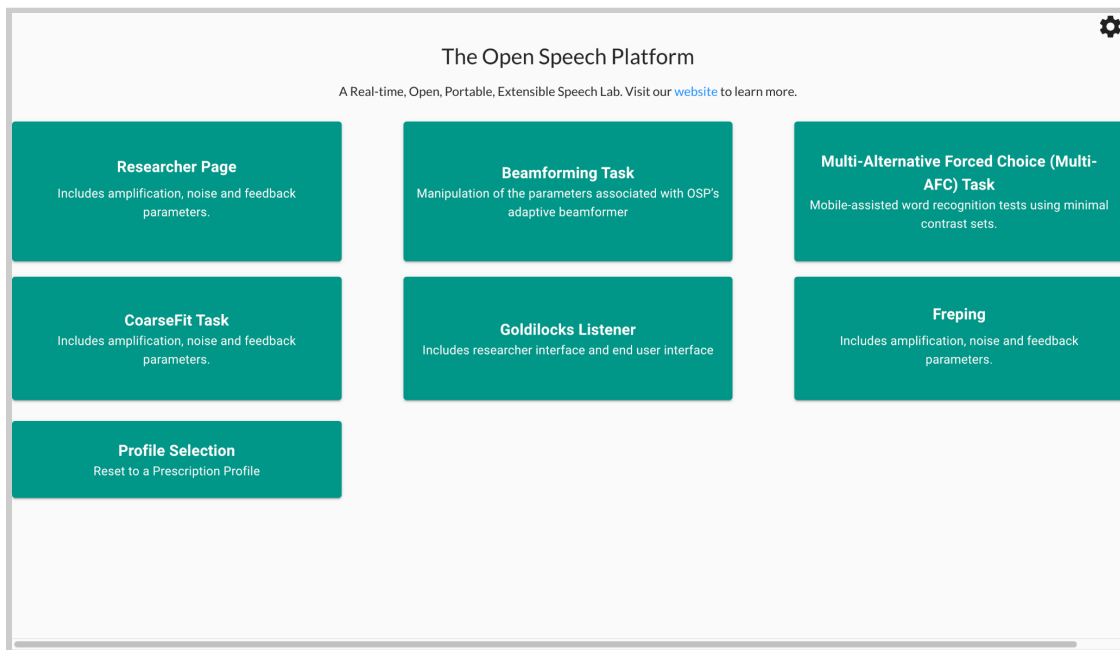 The Open Speech Platform
A Real-time, Open, Portable, Extensible Speech Lab. Visit our website to learn more.
Researcher Page
Includes amplification, noise and feedback
parameters.
Beamforming Task
Manipulation of the parameters associated with OSP's
adaptive beamformer
Multi-Alternative Forced Choice (Multi-
AFC) Task
Mobile-assisted word recognition tests using minimal
contrast sets.
CoarseFit Task
Includes amplification, noise and feedback
parameters.
Goldilocks Listener
Includes researcher interface and end user interface
Freping
Includes amplification, noise and feedback
parameters.
Profile Selection
Reset to a Prescription Profile